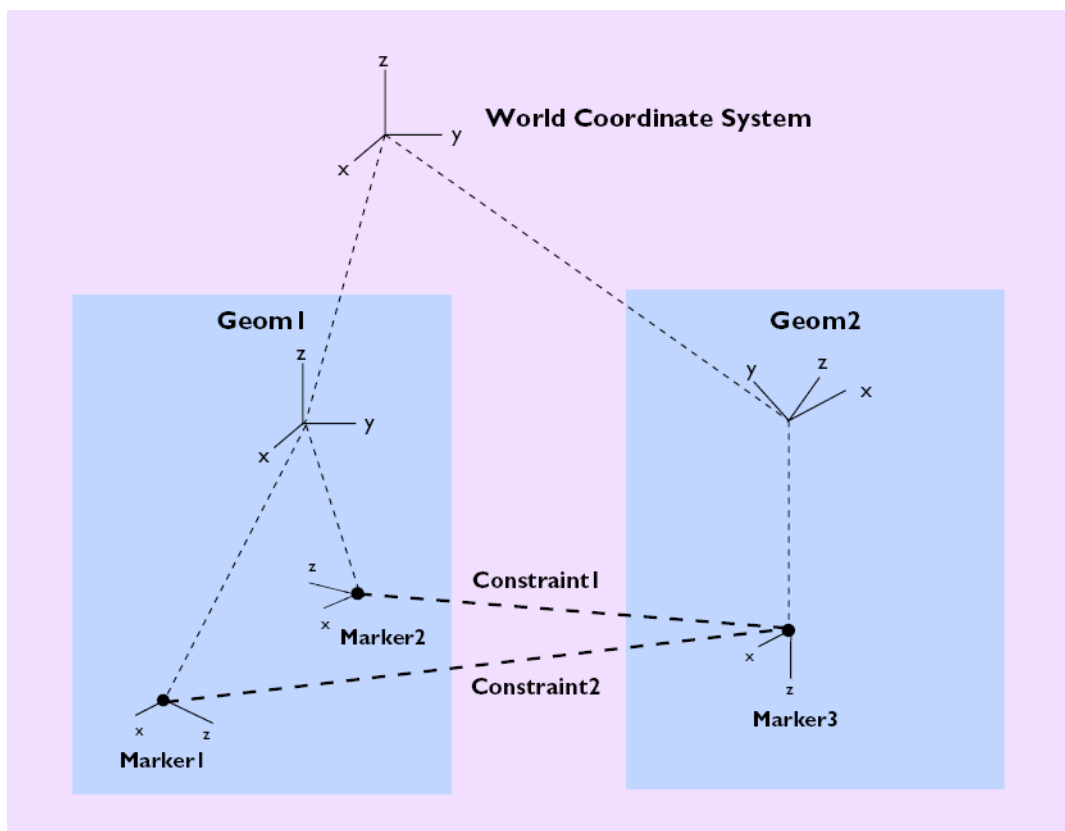 z
World Coordinate System
y
x
Geom1
Geom2
z
y
x
z
y
x
z
x
Marker2
Constraint1
x
z
Marker3
Constraint2
x
z
Marker1